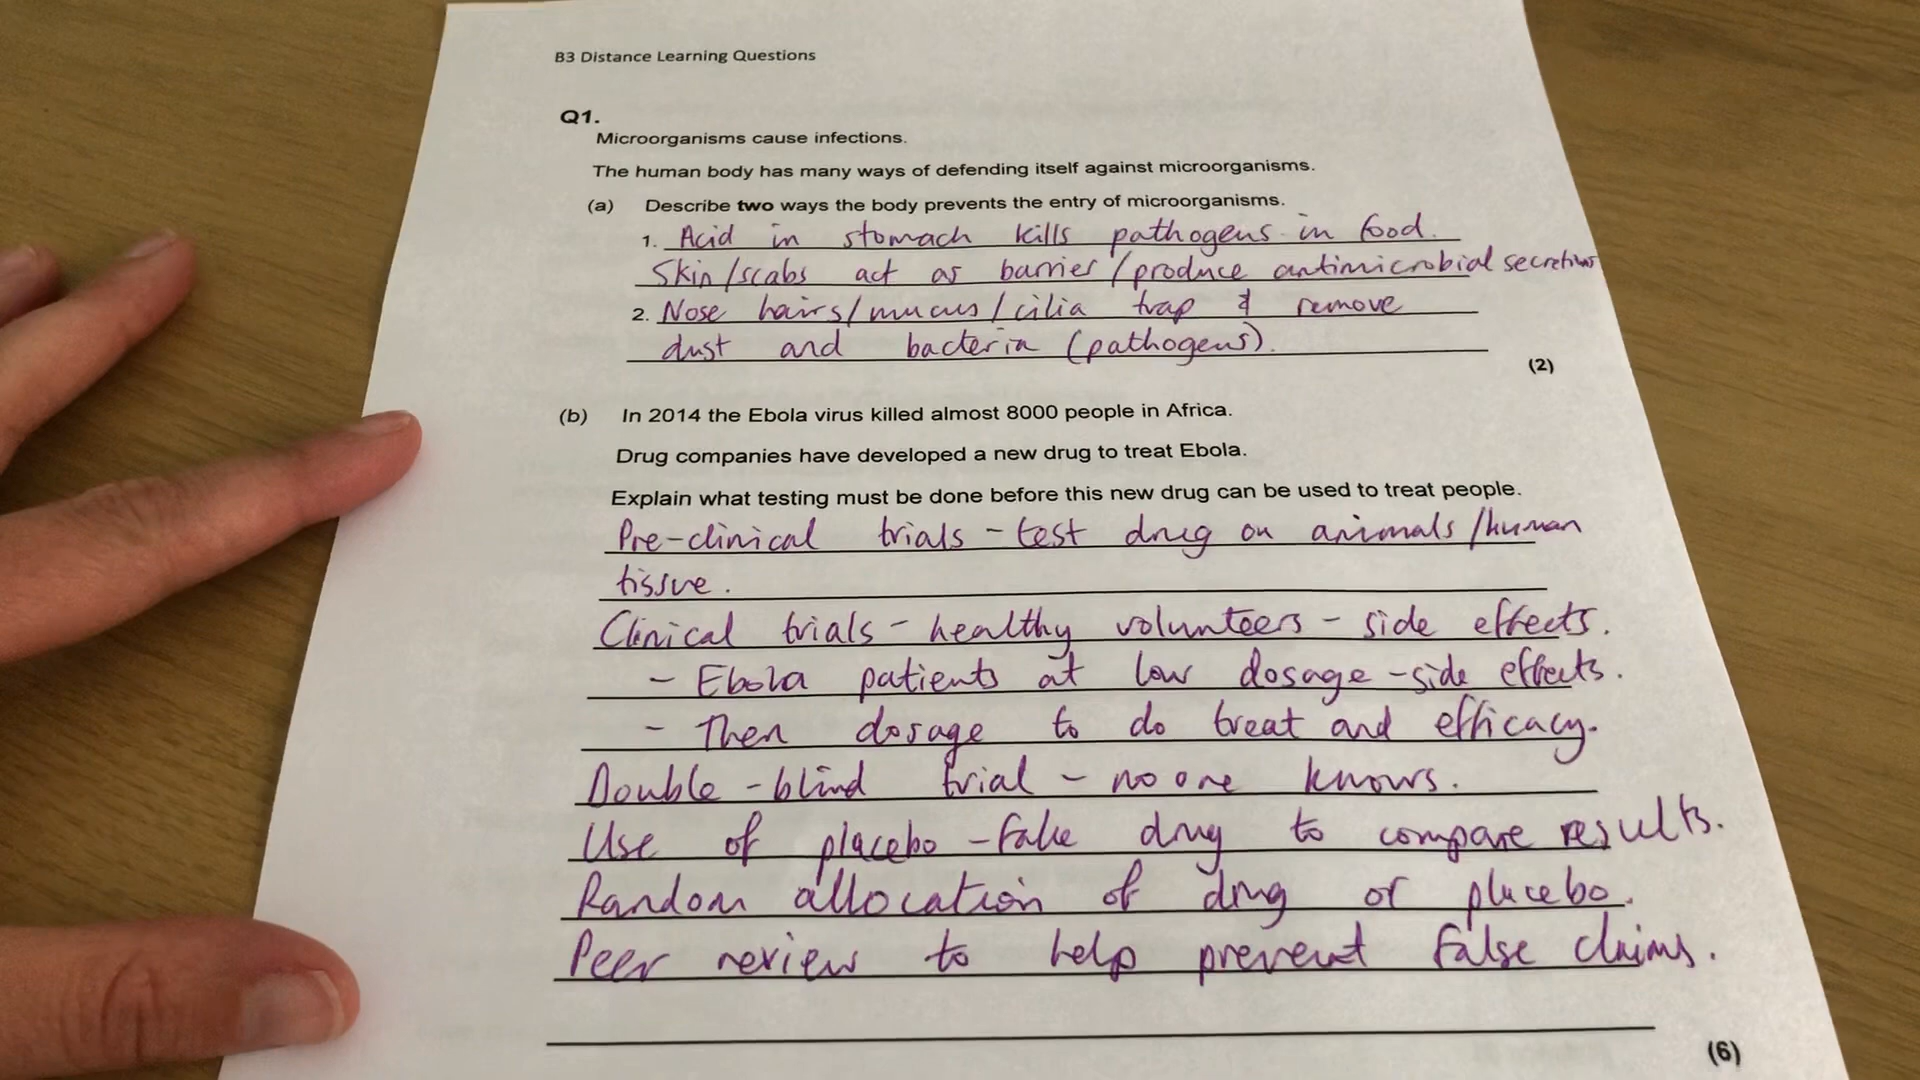 B3 Distance Learning Questions
Q1.
Microorganisms cause infections.
The human body has many ways of defending itself against microorganisms.
(a) Describe two ways the body prevents the entry of microorganisms.
1. Acid in stomach kills pathogens in food.
Skin/scabs act as barrier/produce antimicrobial secretions
2. Nose hairs/mucus/cilia trap & remove
dust and bacteria (pathogens).
(2)
(b) In 2014 the Ebola virus killed almost 8000 people in Africa.
Drug companies have developed a new drug to treat Ebola.
Explain what testing must be done before this new drug can be used to treat people.
Pre-clinical trials - test drug on animals/human
tissue.
Clinical trials - healthy volunteers - side effects.
- Ebola patients at low dosage - side effects.
- Then dosage to do treat and efficacy.
Double-blind trial - no one knows.
Use of placebo - fake drug to compare results.
Random allocation of drug or placebo.
Peer review to help prevent false claims.
(6)